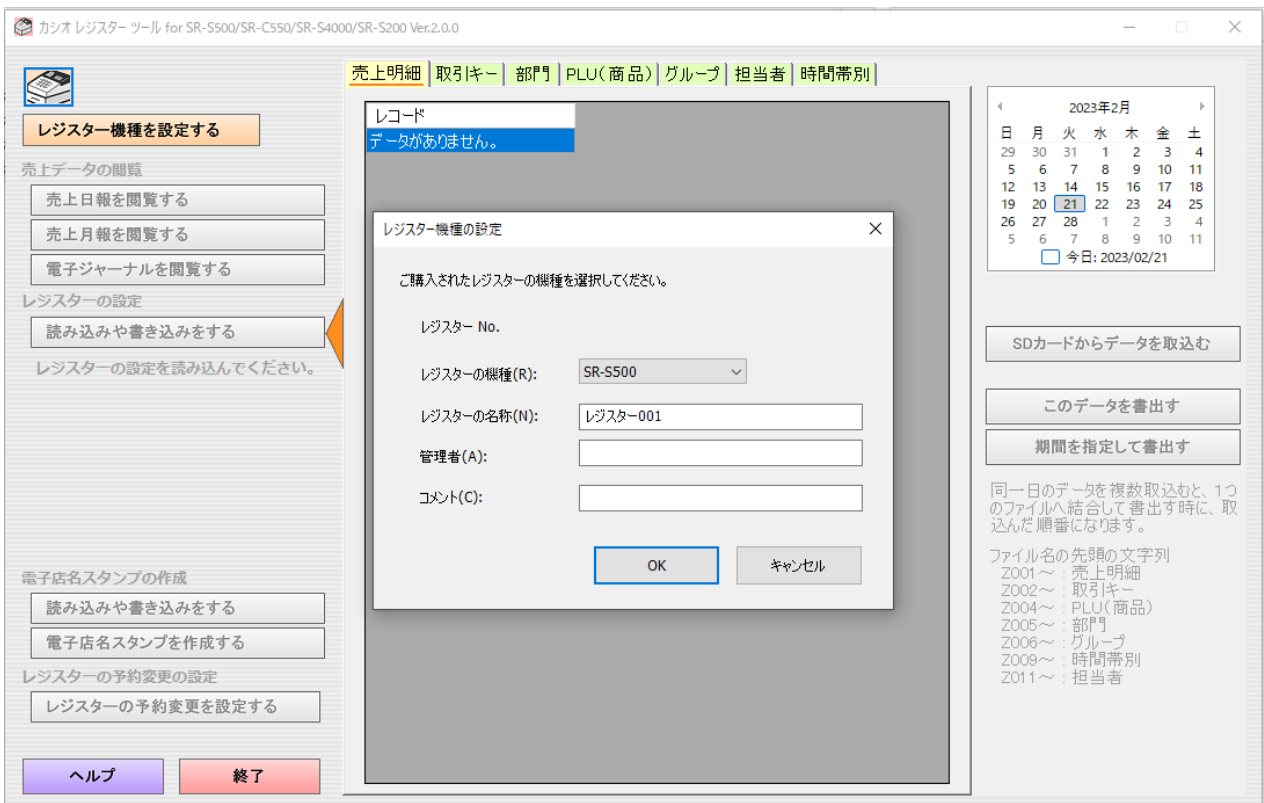 カシオ レジスター ツール for SR-S500/SR-C550/SR-S4000/SR-S200 Ver.2.0.0
レジスター機種を設定する
売上データの閲覧
売上日報を閲覧する
売上月報を閲覧する
電子ジャーナルを閲覧する
レジスターの設定
読み込みや書き込みをする
レジスターの設定を読み込んでください。
電子店名スタンプの作成
読み込みや書き込みをする
電子店名スタンプを作成する
レジスターの予約変更の設定
レジスターの予約変更を設定する
ヘルプ 終了
売上明細 取引キー 部門 PLU(商品) グループ 担当者 時間帯別
レコード
データがありません。
レジスター機種の設定
ご購入されたレジスターの機種を選択してください。
レジスター No.
レジスターの機種(R): SR-S500
レジスターの名称(N): レジスター001
管理者(A):
コメント(C):
OK キャンセル
2023年2月
日 月 火 水 木 金 土
29 30 31 1 2 3 4
5 6 7 8 9 10 11
12 13 14 15 16 17 18
19 20 21 22 23 24 25
26 27 28 1 2 3 4
5 6 7 8 9 10 11
今日: 2023/02/21
SDカードからデータを取込む
このデータを書出す
期間を指定して書出す
同一日のデータを複数取込むと、1つ
のファイルへ結合して書出す時に、取
込んだ順番になります。
ファイル名の先頭の文字列
Z001～：売上明細
Z002～：取引キー
Z004～：PLU(商品)
Z005～：部門
Z006～：グループ
Z009～：時間帯別
Z011～：担当者